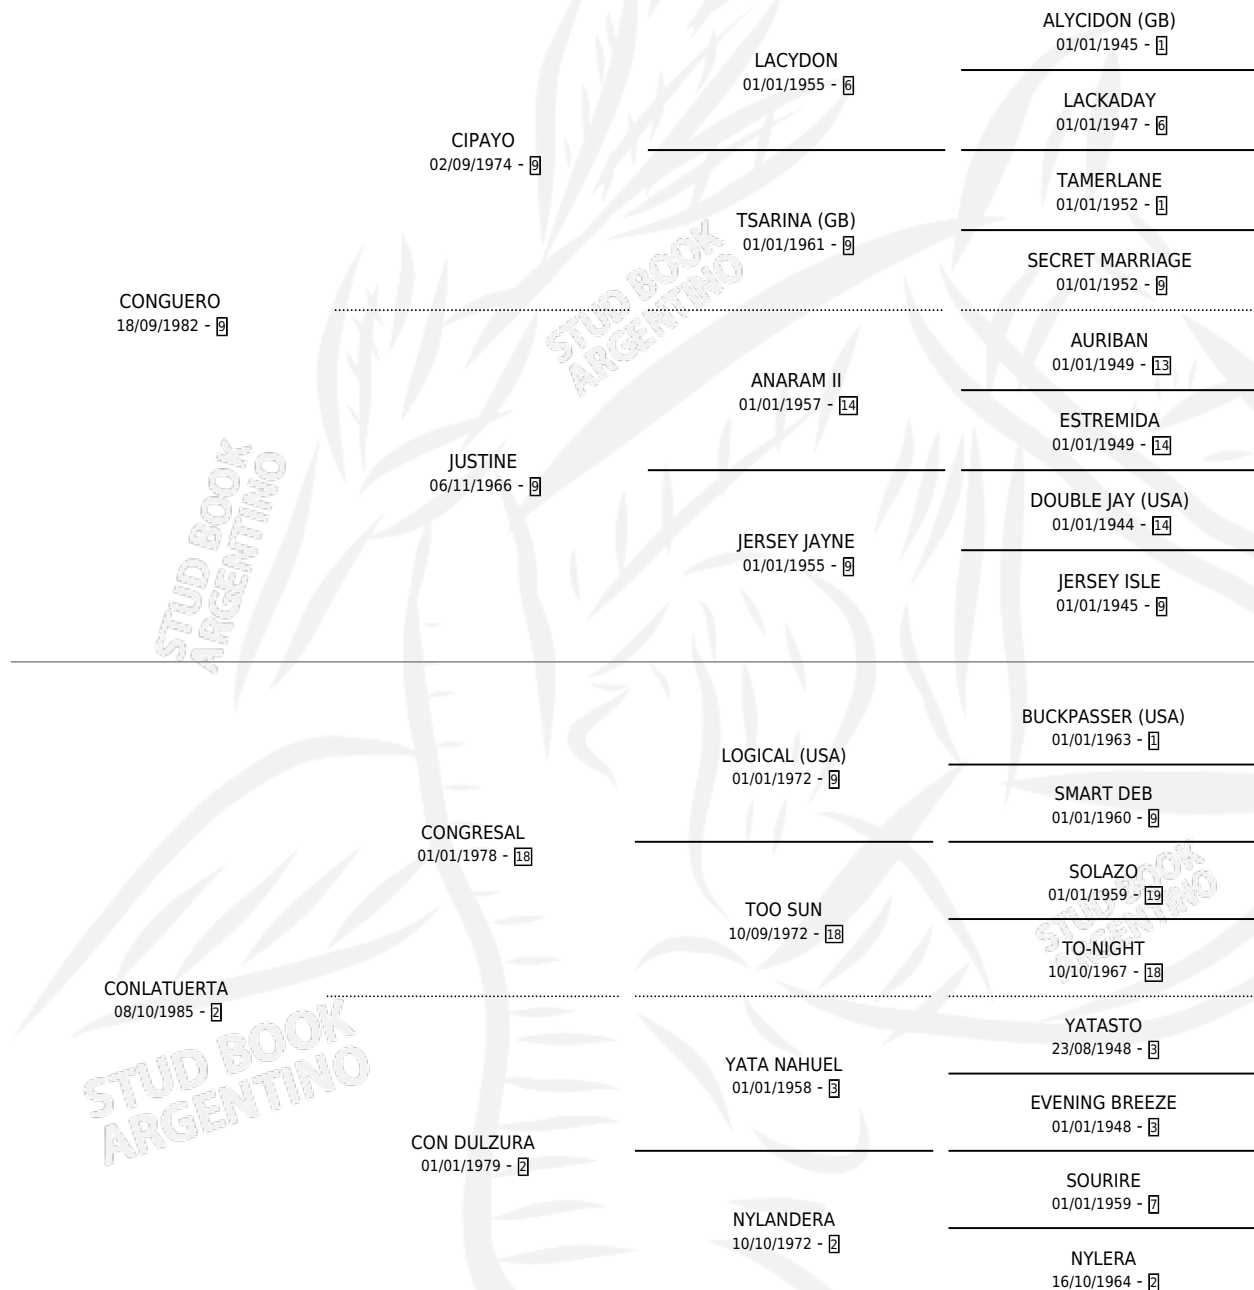 ALYCIDON (GB)
01/01/1945 - 1
LACYDON
01/01/1955 - 6
LACKADAY
01/01/1947 - 6
CIPAYO
02/09/1974 - 9
TAMERLANE
01/01/1952 - 1
TSARINA (GB)
01/01/1961 - 9
SECRET MARRIAGE
01/01/1952 - 9
CONGUERO
18/09/1982 - 9
STUD BOOK
ARGENTINO
AURIBAN
01/01/1949 - 13
ANARAM II
01/01/1957 - 14
ESTREMIDA
01/01/1949 - 14
JUSTINE
06/11/1966 - 9
DOUBLE JAY (USA)
01/01/1944 - 14
JERSEY JAYNE
01/01/1955 - 9
JERSEY ISLE
01/01/1945 - 9
STUD BOOK
ARGENTINO
BUCKPASSER (USA)
01/01/1963 - 1
LOGICAL (USA)
01/01/1972 - 9
SMART DEB
01/01/1960 - 9
CONGRESAL
01/01/1978 - 18
SOLAZO
01/01/1959 - 19
TOO SUN
10/09/1972 - 18
STUD BOOK
ARGENTINO
TO-NIGHT
10/10/1967 - 18
CONLATUERTA
08/10/1985 - 2
YATASTO
23/08/1948 - 3
YATA NAHUEL
01/01/1958 - 3
STUD BOOK
ARGENTINO
EVENING BREEZE
01/01/1948 - 3
CON DULZURA
01/01/1979 - 2
SOURIRE
01/01/1959 - 7
NYLANDERA
10/10/1972 - 2
NYLERA
16/10/1964 - 2